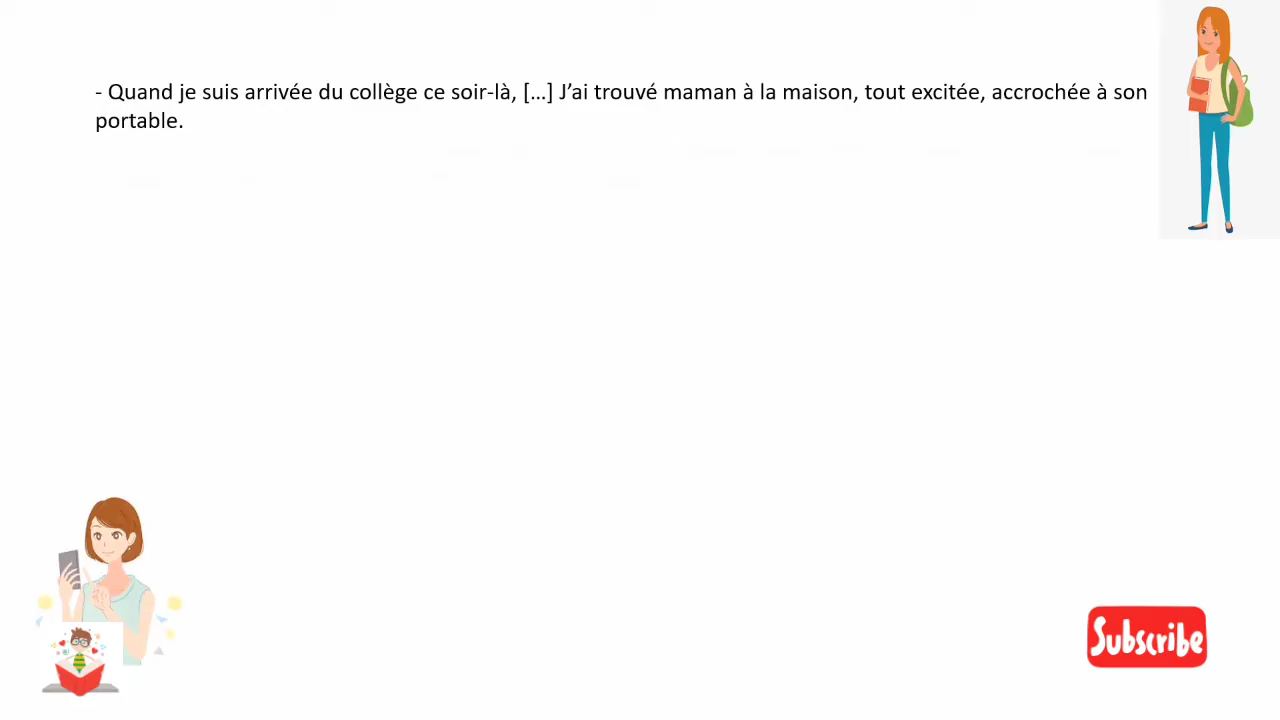 - Quand je suis arrivée du collège ce soir-là, […] J’ai trouvé maman à la maison, tout excitée, accrochée à son
portable.
Subscribe